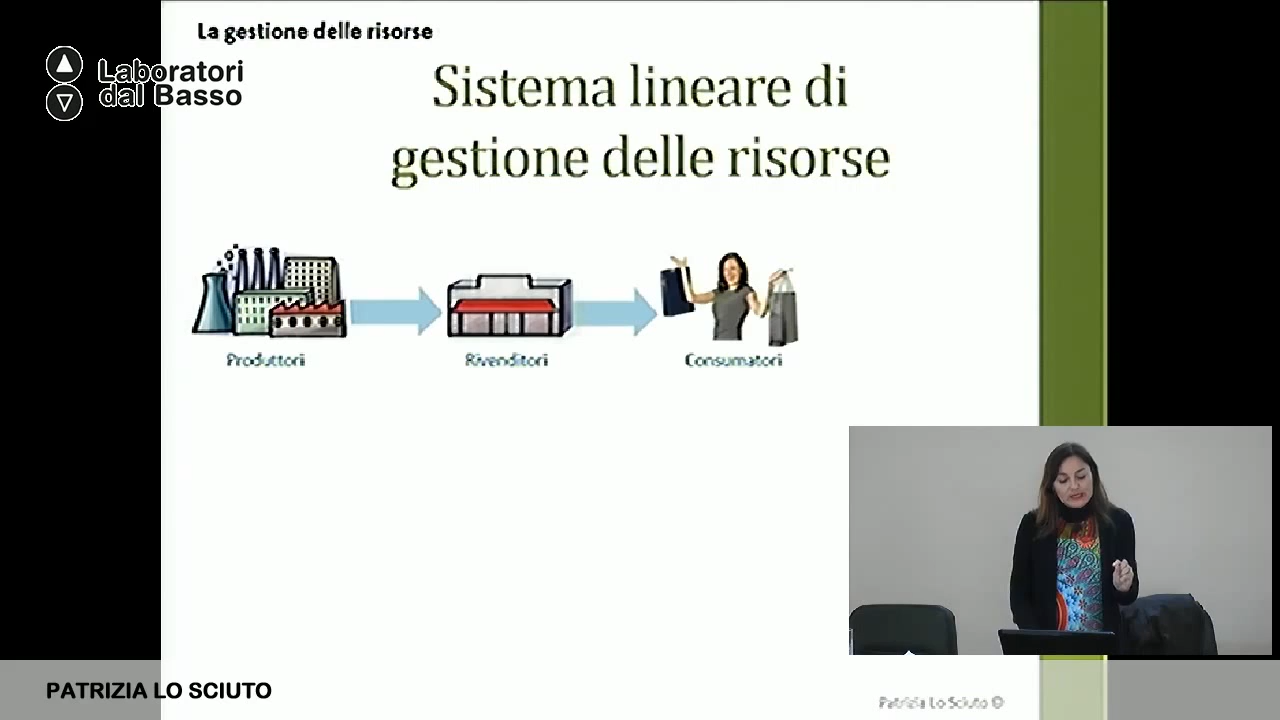 La gestione delle risorse
Laboratori
dal Basso
Sistema lineare di
gestione delle risorse
Produttori
Rivenditori
Consumatori
PATRIZIA LO SCIUTO
Patrizia Lo Sciuto ©